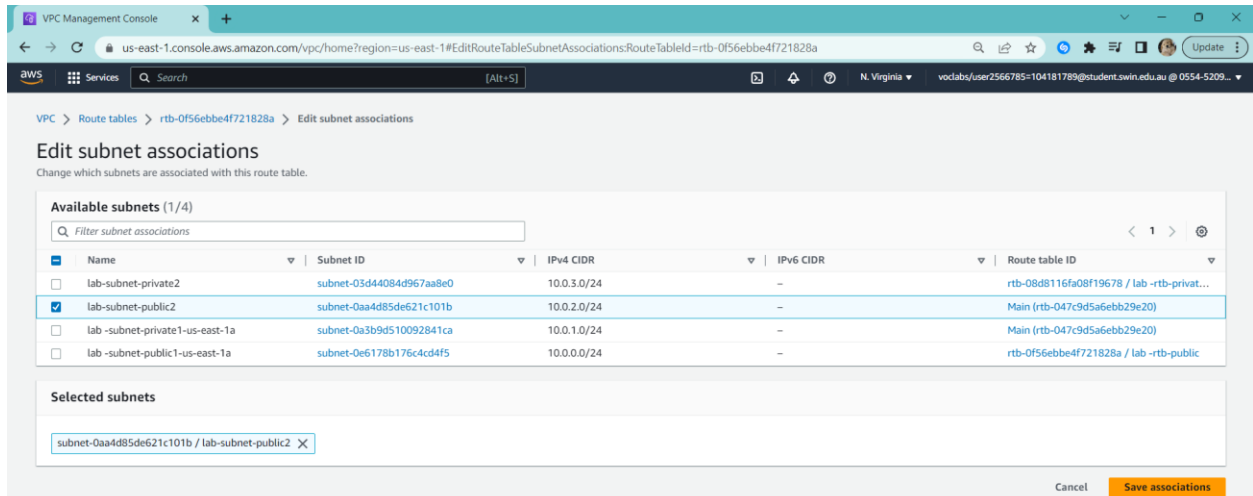 VPC Management Console
us-east-1.console.aws.amazon.com/vpc/home?region=us-east-1#EditRouteTableSubnetAssociations:RouteTableId=rtb-0f56ebbe4f721828a Update
aws Services Search [Alt+S] N. Virginia voclabs/user2566785=104181789@student.swin.edu.au @ 0554-5209...
VPC > Route tables > rtb-0f56ebbe4f721828a > Edit subnet associations
Edit subnet associations
Change which subnets are associated with this route table.
Available subnets (1/4)
Filter subnet associations 1
Name Subnet ID IPv4 CIDR IPv6 CIDR Route table ID
lab-subnet-private2 subnet-03d44084d967aa8e0 10.0.3.0/24 – rtb-08d8116fa08f19678 / lab -rtb-privat...
lab-subnet-public2 subnet-0aa4d85de621c101b 10.0.2.0/24 – Main (rtb-047c9d5a6ebb29e20)
lab -subnet-private1-us-east-1a subnet-0a3b9d510092841ca 10.0.1.0/24 – Main (rtb-047c9d5a6ebb29e20)
lab -subnet-public1-us-east-1a subnet-0e6178b176c4cd4f5 10.0.0.0/24 – rtb-0f56ebbe4f721828a / lab -rtb-public
Selected subnets
subnet-0aa4d85de621c101b / lab-subnet-public2
Cancel Save associations